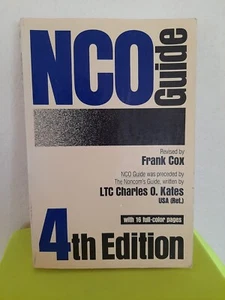 NCO
Guide
Revised by
Frank Cox
NCO Guide was preceded by
The Noncom's Guide, written by
LTC Charles O. Kates
USA (Ret.)
with 16 full-color pages
4th Edition